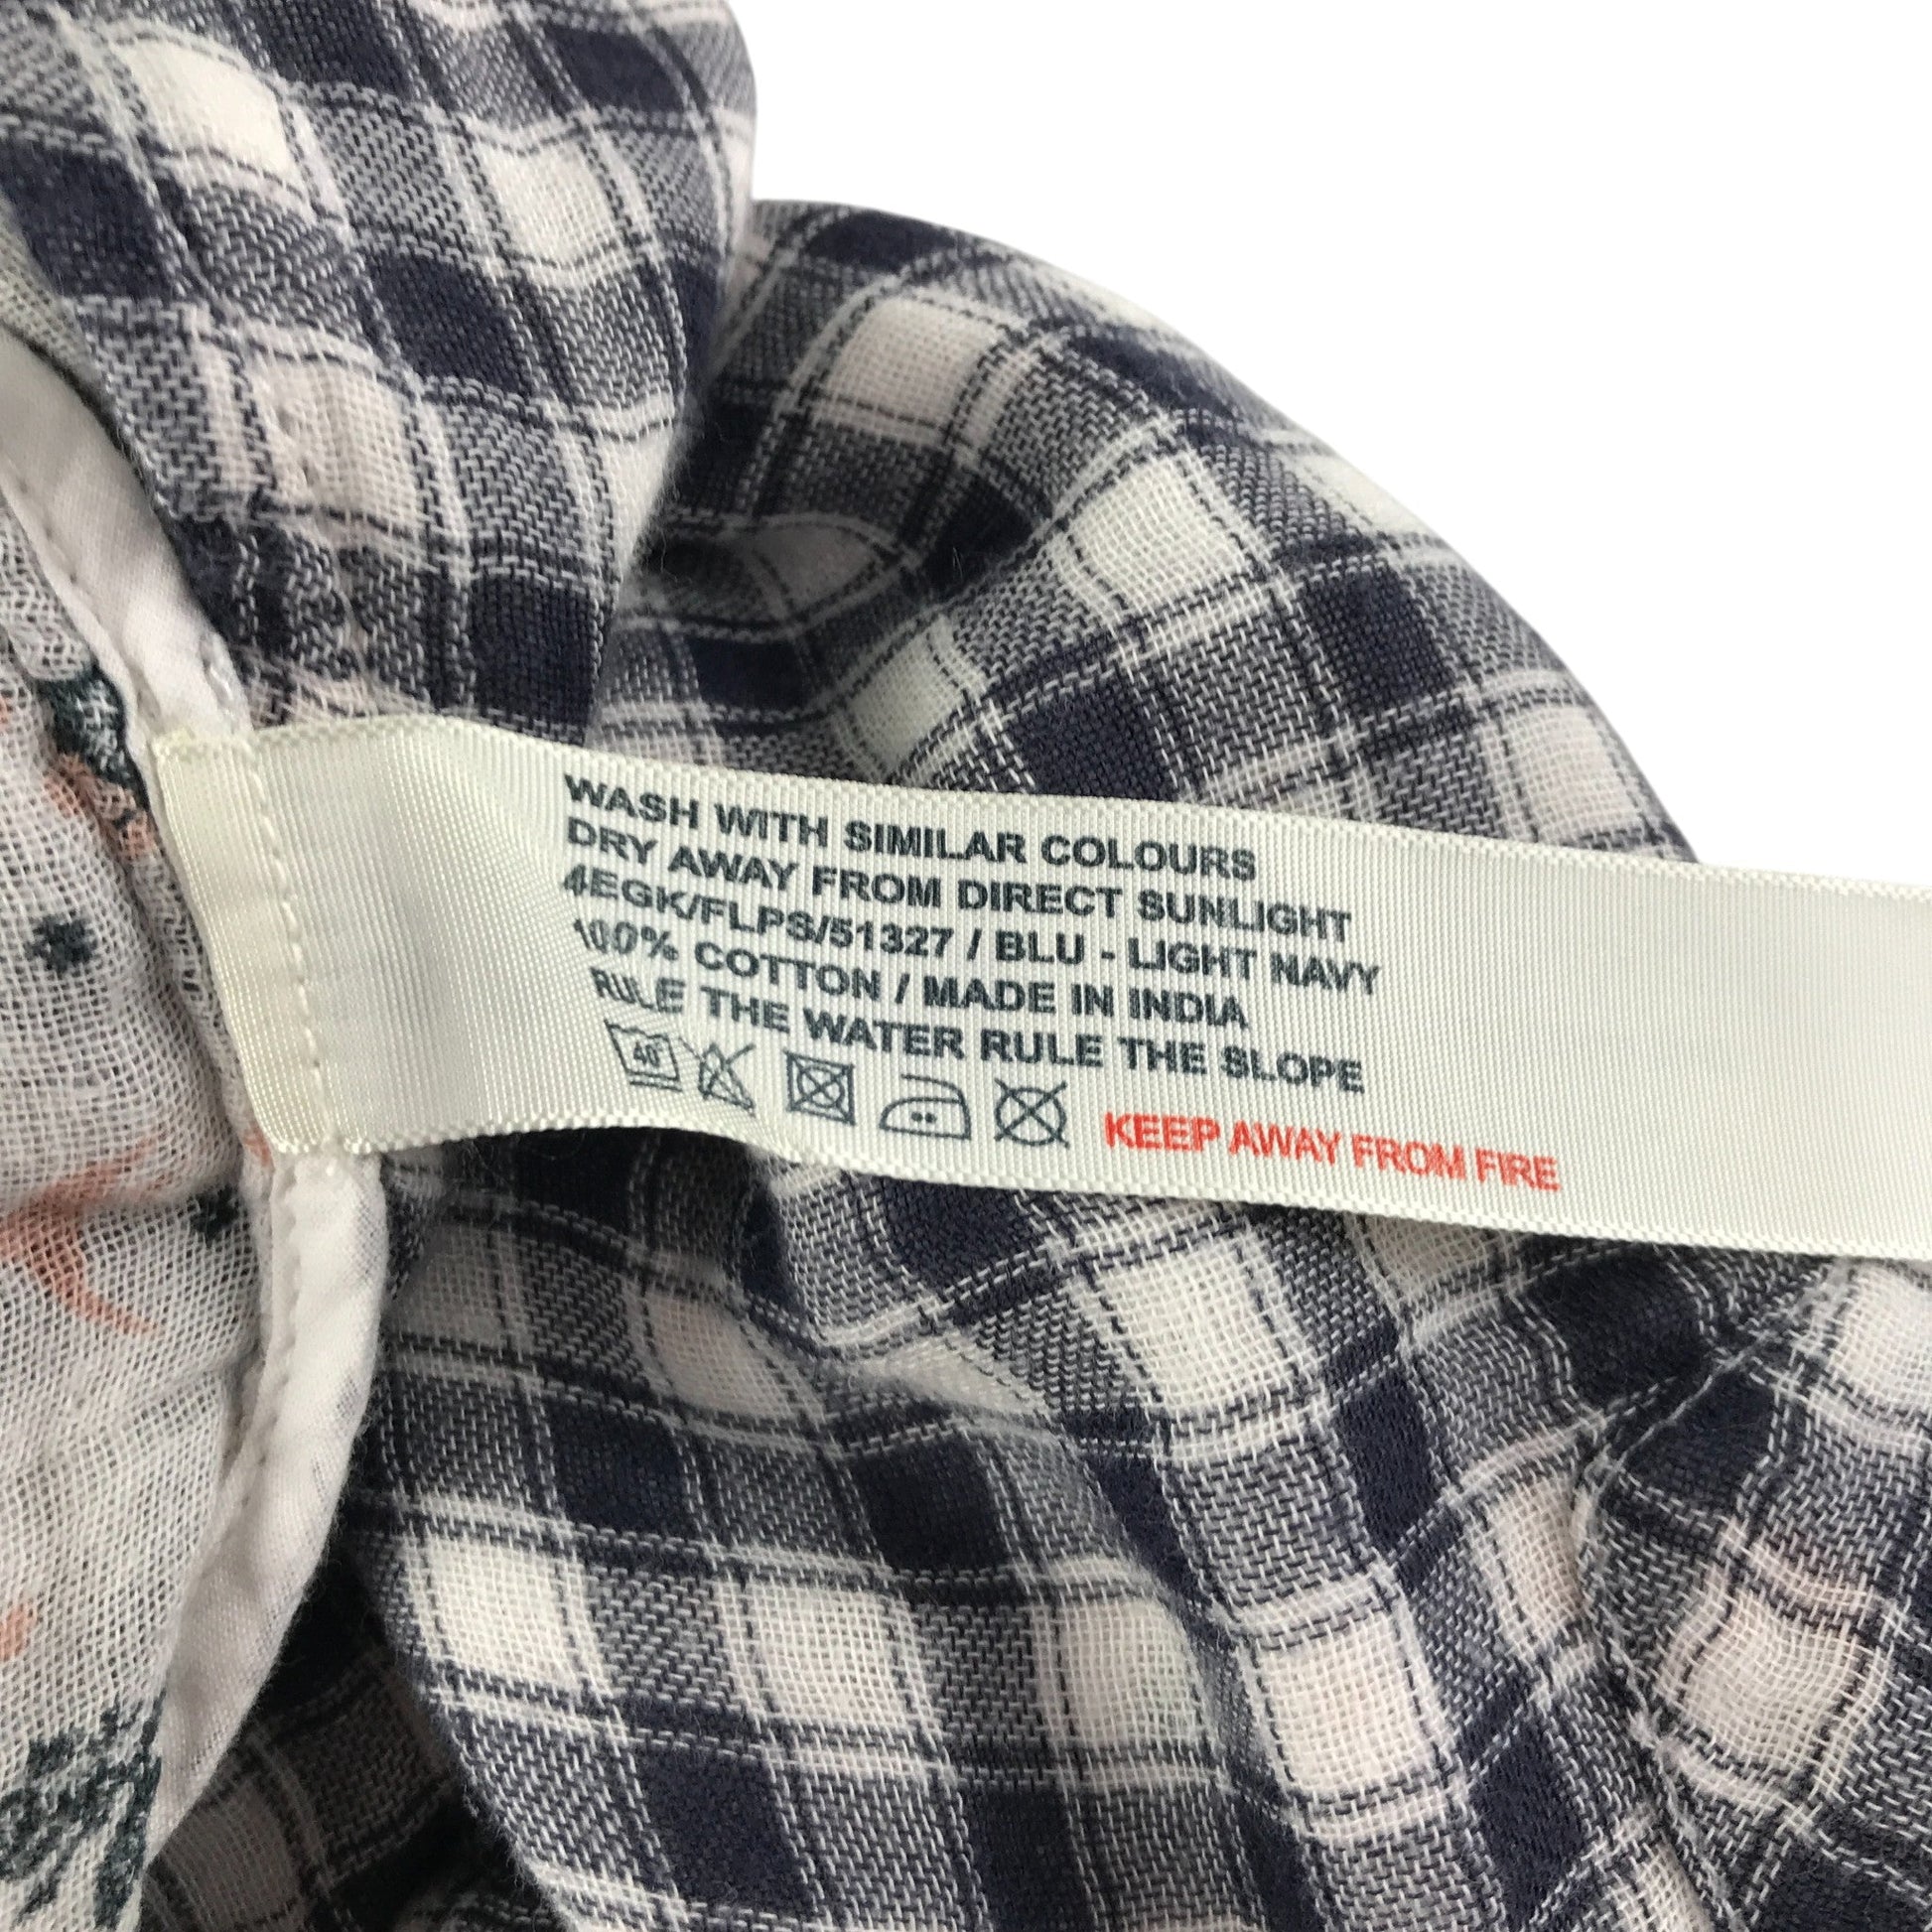 WASH WITH SIMILAR COLOURS
DRY AWAY FROM DIRECT SUNLIGHT
4EGK/FLPS/51327 / BLU - LIGHT NAVY
100% COTTON / MADE IN INDIA
RULE THE WATER RULE THE SLOPE
40 KEEP AWAY FROM FIRE